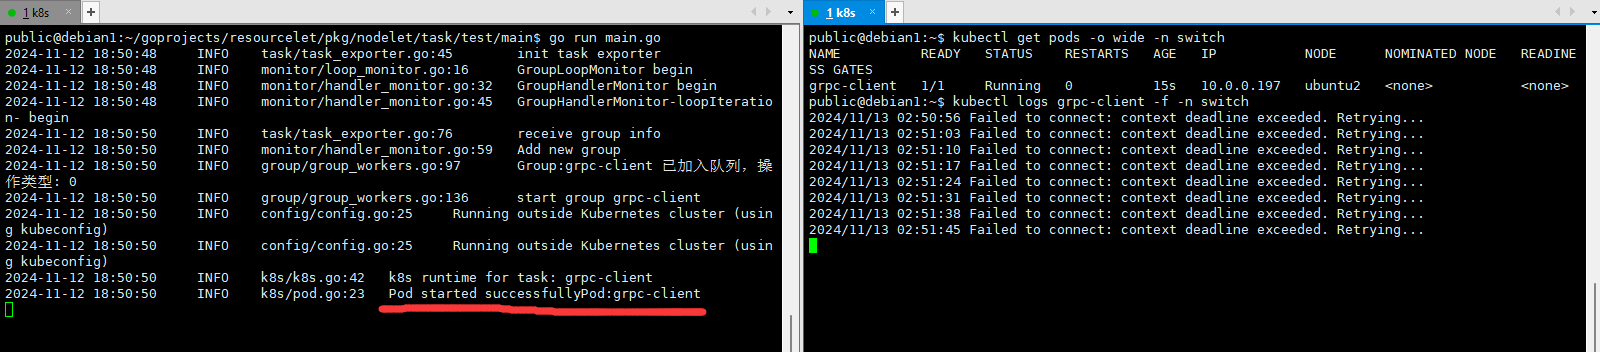 1 k8s × +
public@debian1:~/goprojects/resourcelet/pkg/nodelet/task/test/main$ go run main.go
2024-11-12 18:50:48 INFO task/task_exporter.go:45 init task exporter
2024-11-12 18:50:48 INFO monitor/loop_monitor.go:16 GroupLoopMonitor begin
2024-11-12 18:50:48 INFO monitor/handler_monitor.go:32 GroupHandlerMonitor begin
2024-11-12 18:50:48 INFO monitor/handler_monitor.go:45 GroupHandlerMonitor-loopIteratio
n- begin
2024-11-12 18:50:50 INFO task/task_exporter.go:76 receive group info
2024-11-12 18:50:50 INFO monitor/handler_monitor.go:59 Add new group
2024-11-12 18:50:50 INFO group/group_workers.go:97 Group:grpc-client 已加入队列, 操
作类型: 0
2024-11-12 18:50:50 INFO group/group_workers.go:136 start group grpc-client
2024-11-12 18:50:50 INFO config/config.go:25 Running outside Kubernetes cluster (usin
g kubeconfig)
2024-11-12 18:50:50 INFO config/config.go:25 Running outside Kubernetes cluster (usin
g kubeconfig)
2024-11-12 18:50:50 INFO k8s/k8s.go:42 k8s runtime for task: grpc-client
2024-11-12 18:50:50 INFO k8s/pod.go:23 Pod started successfullyPod:grpc-client
1 k8s × +
public@debian1:~$ kubectl get pods -o wide -n switch
NAME READY STATUS RESTARTS AGE IP NODE NOMINATED NODE READINE
SS GATES
grpc-client 1/1 Running 0 15s 10.0.0.197 ubuntu2 <none> <none>
public@debian1:~$ kubectl logs grpc-client -f -n switch
2024/11/13 02:50:56 Failed to connect: context deadline exceeded. Retrying...
2024/11/13 02:51:03 Failed to connect: context deadline exceeded. Retrying...
2024/11/13 02:51:10 Failed to connect: context deadline exceeded. Retrying...
2024/11/13 02:51:17 Failed to connect: context deadline exceeded. Retrying...
2024/11/13 02:51:24 Failed to connect: context deadline exceeded. Retrying...
2024/11/13 02:51:31 Failed to connect: context deadline exceeded. Retrying...
2024/11/13 02:51:38 Failed to connect: context deadline exceeded. Retrying...
2024/11/13 02:51:45 Failed to connect: context deadline exceeded. Retrying...